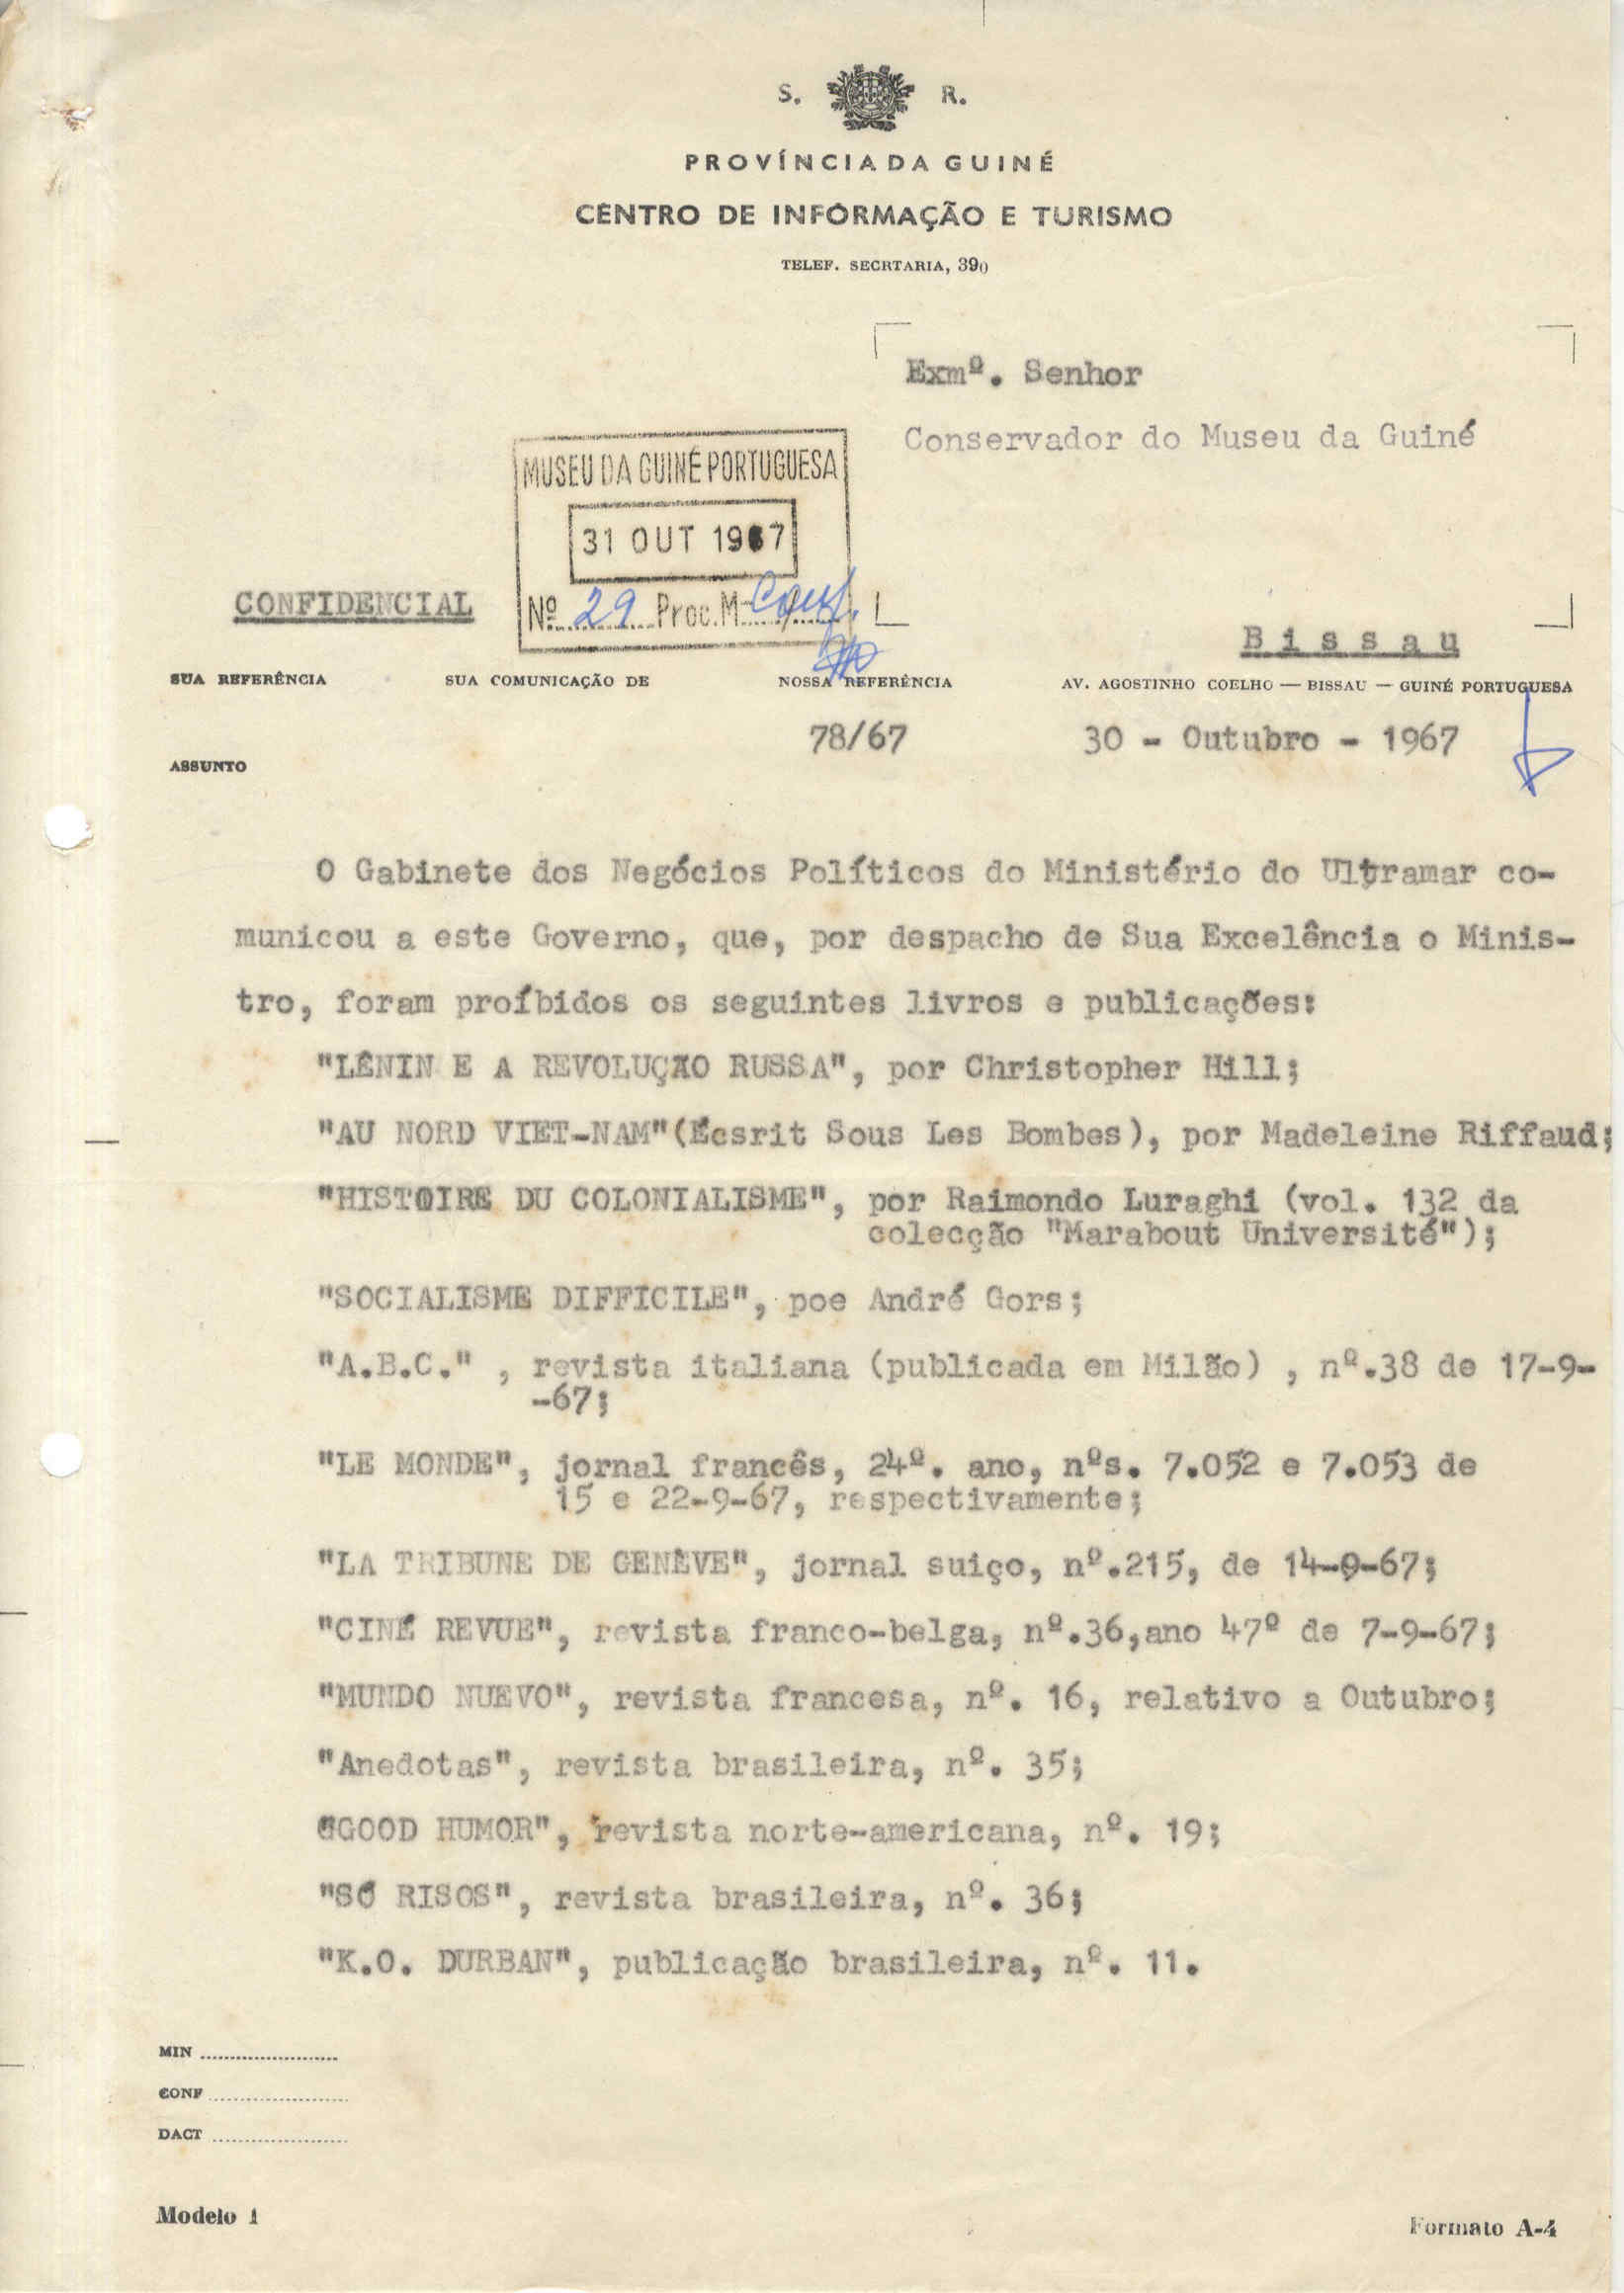 S. R.
PROVÍNCIA DA GUINÉ
CENTRO DE INFORMAÇÃO E TURISMO
TELEF. SECRTARIA, 390
Exmº. Senhor
Conservador do Museu da Guiné
MUSEU DA GUINÉ PORTUGUESA
31 OUT 1967
Nº 29 Proc. M Conf.
CONFIDENCIAL
B i s s a u
SUA REFERÊNCIA SUA COMUNICAÇÃO DE NOSSA REFERÊNCIA AV. AGOSTINHO COELHO — BISSAU — GUINÉ PORTUGUESA
78/67 30 - Outubro - 1967
ASSUNTO
O Gabinete dos Negócios Políticos do Ministério do Ultramar co-
municou a este Governo, que, por despacho de Sua Excelência o Minis-
tro, foram proíbidos os seguintes livros e publicações:
"LÊNIN E A REVOLUÇÃO RUSSA", por Christopher Hill;
"AU NORD VIET-NAM"(Écsrit Sous Les Bombes), por Madeleine Riffaud;
"HISTOIRE DU COLONIALISME", por Raimondo Luraghi (vol. 132 da
colecção "Marabout Université");
"SOCIALISME DIFFICILE", poe André Gors;
"A.B.C." , revista italiana (publicada em Milão) , nº.38 de 17-9-
-67;
"LE MONDE", jornal francês, 24º. ano, nºs. 7.052 e 7.053 de
15 e 22-9-67, respectivamente;
"LA TRIBUNE DE GENÈVE", jornal suiço, nº.215, de 14-9-67;
"CINÉ REVUE", revista franco-belga, nº.36,ano 47º de 7-9-67;
"MUNDO NUEVO", revista francesa, nº. 16, relativo a Outubro;
"Anedotas", revista brasileira, nº. 35;
"GOOD HUMOR", revista norte-americana, nº. 19;
"SÓ RISOS", revista brasileira, nº. 36;
"K.O. DURBAN", publicação brasileira, nº. 11.
MIN
CONF
DACT
Modelo 1 Formato A-4